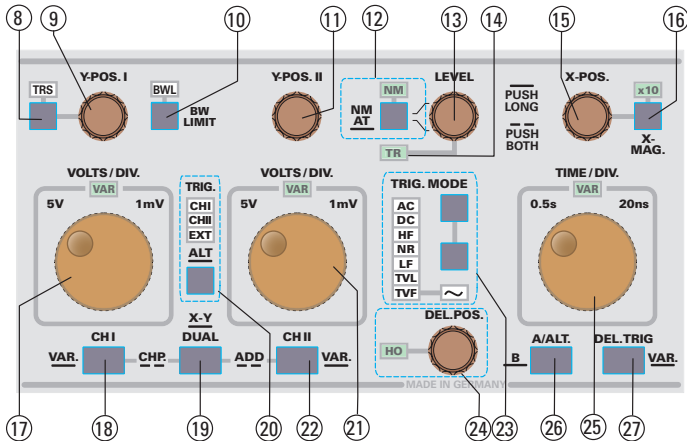 8 9 10 11 12 13 14 15 16
Y-POS. I Y-POS. II LEVEL X-POS.
TRS BWL NM PUSH LONG x10
BW LIMIT
NM
AT
PUSH BOTH
X-MAG.
TR
VOLTS / DIV. TRIG. VOLTS / DIV. TRIG. MODE TIME / DIV.
VAR VAR VAR
5V 1mV 5V 1mV 0.5s 20ns
CHI
CHII
EXT
ALT
AC
DC
HF
NR
LF
TVL
TVF ~
X-Y
DEL.POS.
CH I DUAL CH II A/ALT. DEL.TRIG
HO
VAR. CHP. ADD VAR. B VAR.
MADE IN GERMANY
17 18 19 20 22 21 24 23 26 25 27